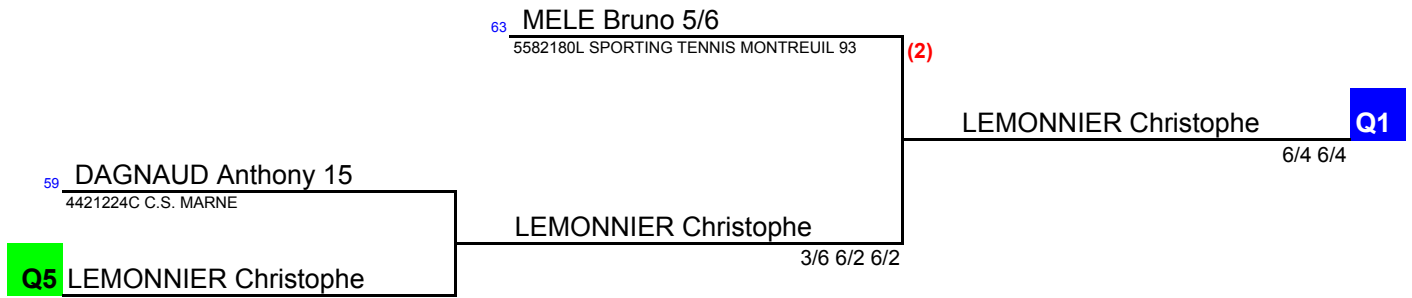 63 MELE Bruno 5/6
5582180L SPORTING TENNIS MONTREUIL 93
(2)
LEMONNIER Christophe Q1
6/4 6/4
59 DAGNAUD Anthony 15
4421224C C.S. MARNE
LEMONNIER Christophe
3/6 6/2 6/2
Q5 LEMONNIER Christophe